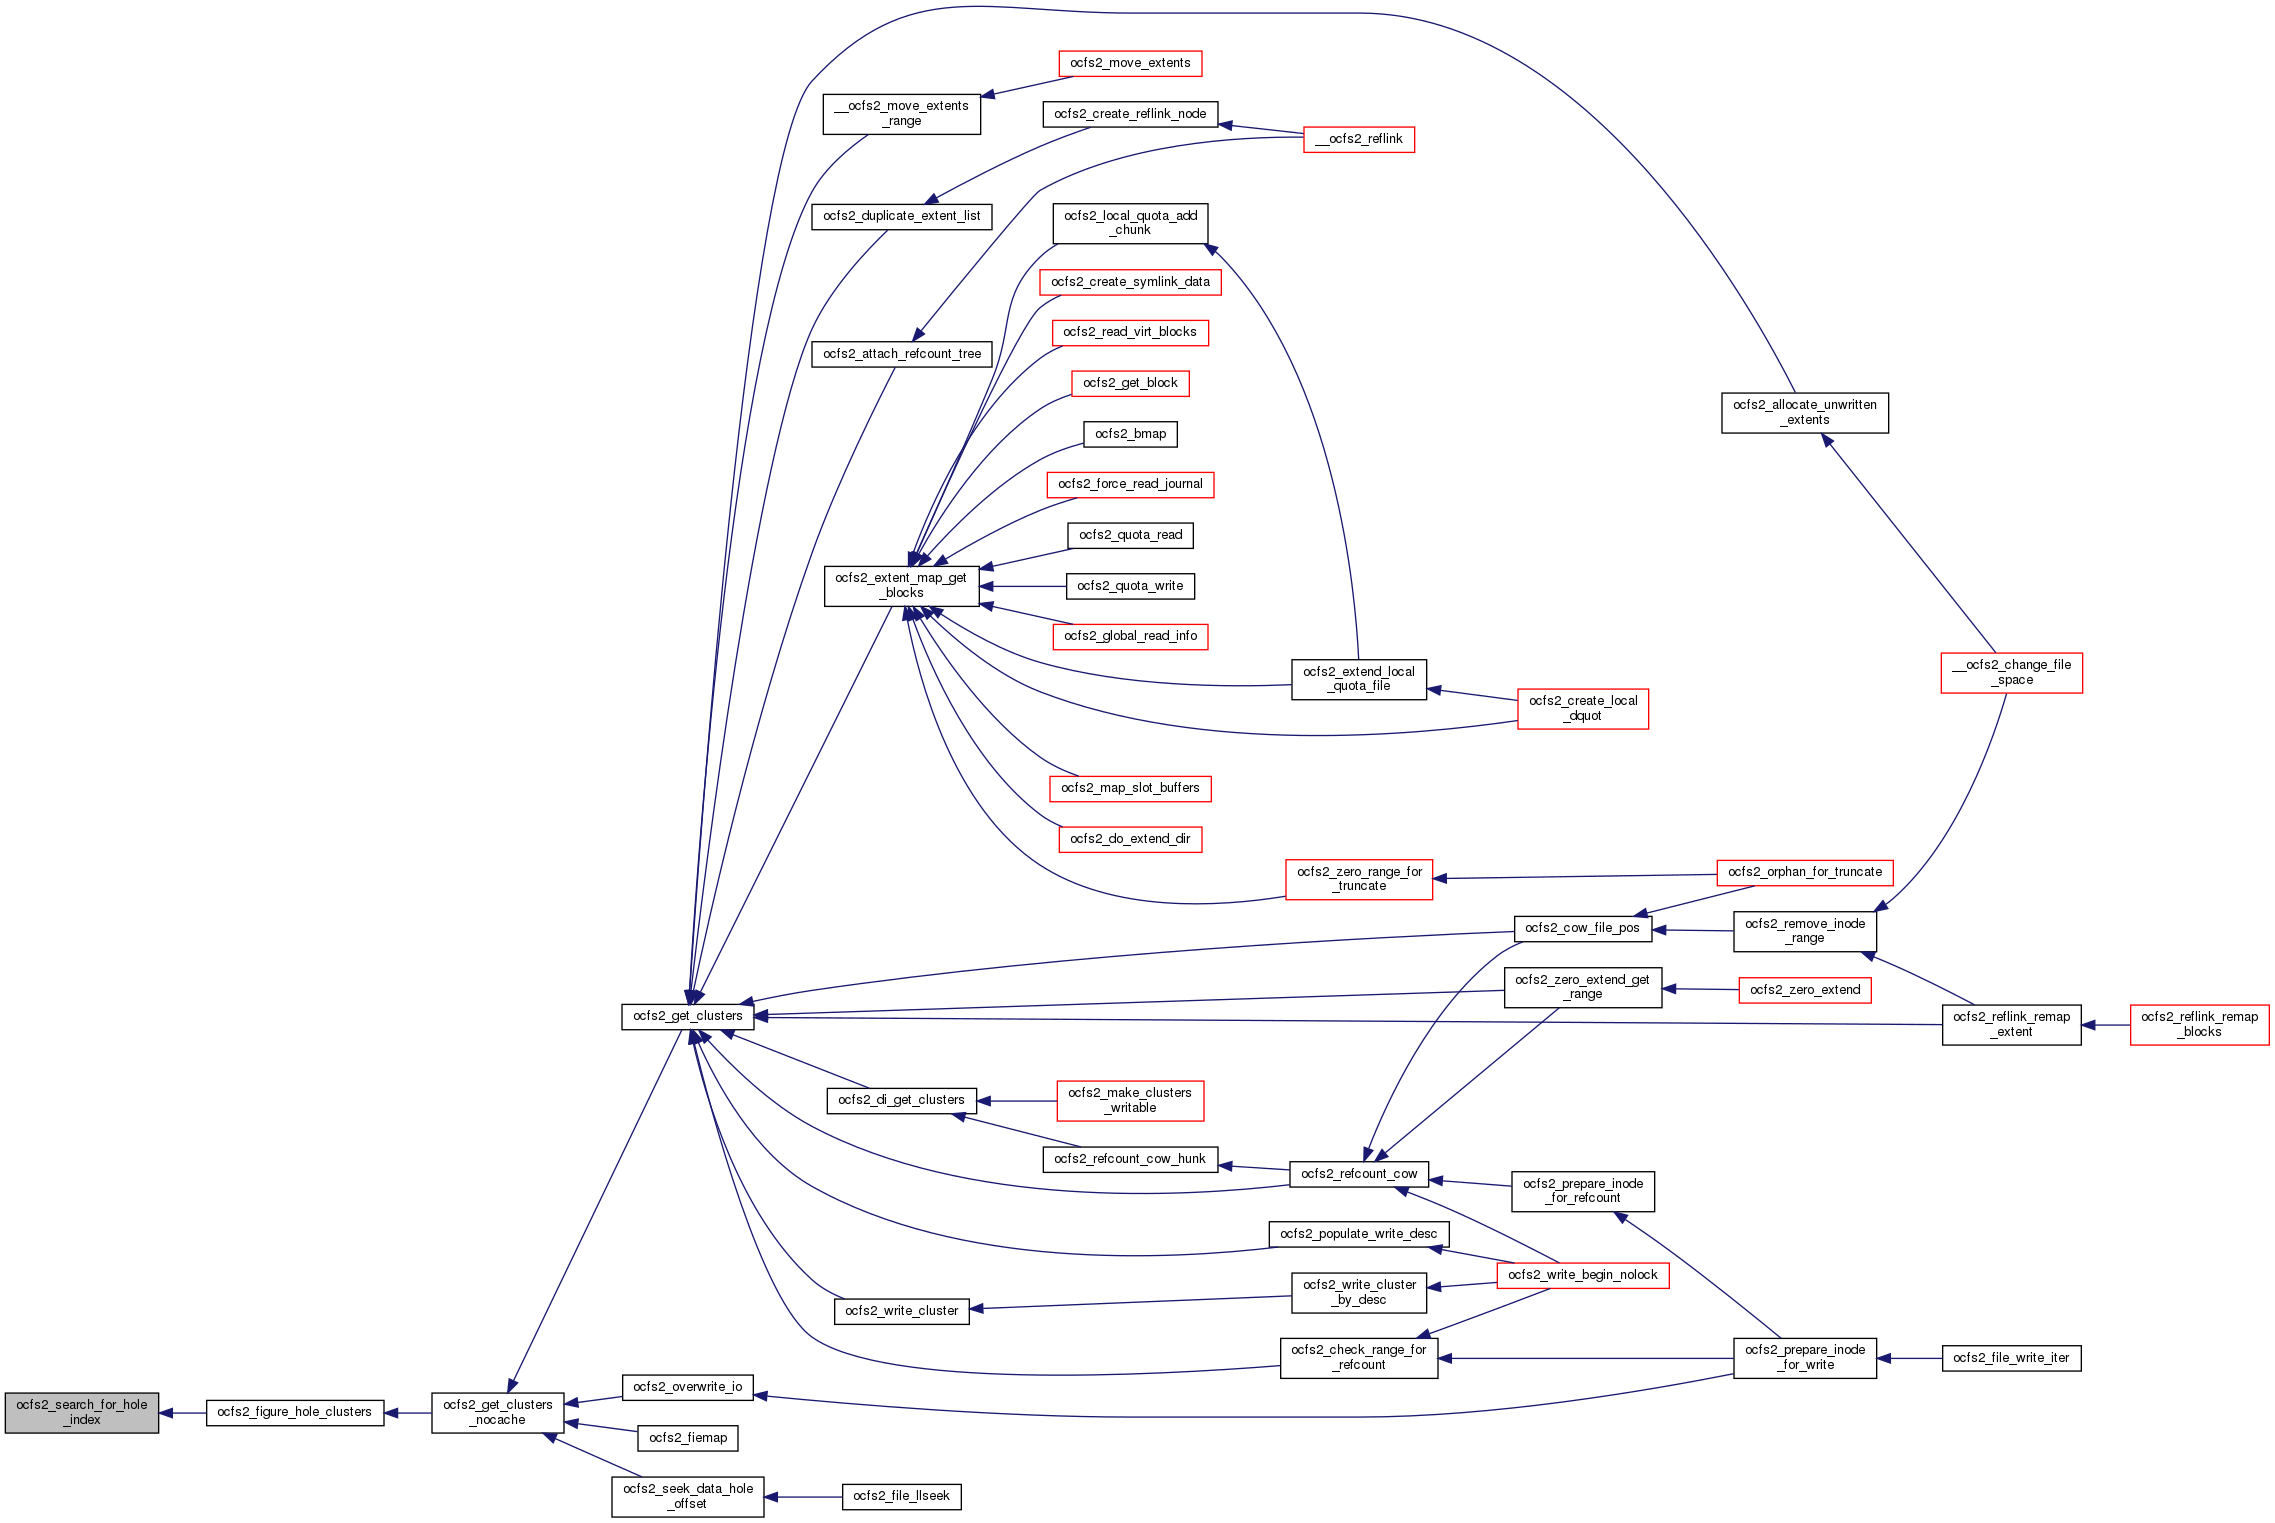 ocfs2_move_extents
__ocfs2_move_extents
_range
ocfs2_create_reflink_node
__ocfs2_reflink
ocfs2_duplicate_extent_list
ocfs2_local_quota_add
_chunk
ocfs2_create_symlink_data
ocfs2_read_virt_blocks
ocfs2_attach_refcount_tree
ocfs2_get_block
ocfs2_allocate_unwritten
_extents
ocfs2_bmap
ocfs2_force_read_journal
ocfs2_quota_read
ocfs2_extent_map_get
_blocks
ocfs2_quota_write
ocfs2_global_read_info
ocfs2_extend_local
_quota_file
__ocfs2_change_file
_space
ocfs2_create_local
_dquot
ocfs2_map_slot_buffers
ocfs2_do_extend_dir
ocfs2_zero_range_for
_truncate
ocfs2_orphan_for_truncate
ocfs2_cow_file_pos
ocfs2_remove_inode
_range
ocfs2_zero_extend_get
_range
ocfs2_zero_extend
ocfs2_get_clusters
ocfs2_reflink_remap
_extent
ocfs2_reflink_remap
_blocks
ocfs2_di_get_clusters
ocfs2_make_clusters
_writable
ocfs2_refcount_cow_hunk
ocfs2_refcount_cow
ocfs2_prepare_inode
_for_refcount
ocfs2_populate_write_desc
ocfs2_write_begin_nolock
ocfs2_write_cluster
_by_desc
ocfs2_write_cluster
ocfs2_check_range_for
_refcount
ocfs2_prepare_inode
_for_write
ocfs2_file_write_iter
ocfs2_overwrite_io
ocfs2_search_for_hole
_index
ocfs2_figure_hole_clusters
ocfs2_get_clusters
_nocache
ocfs2_fiemap
ocfs2_seek_data_hole
_offset
ocfs2_file_llseek